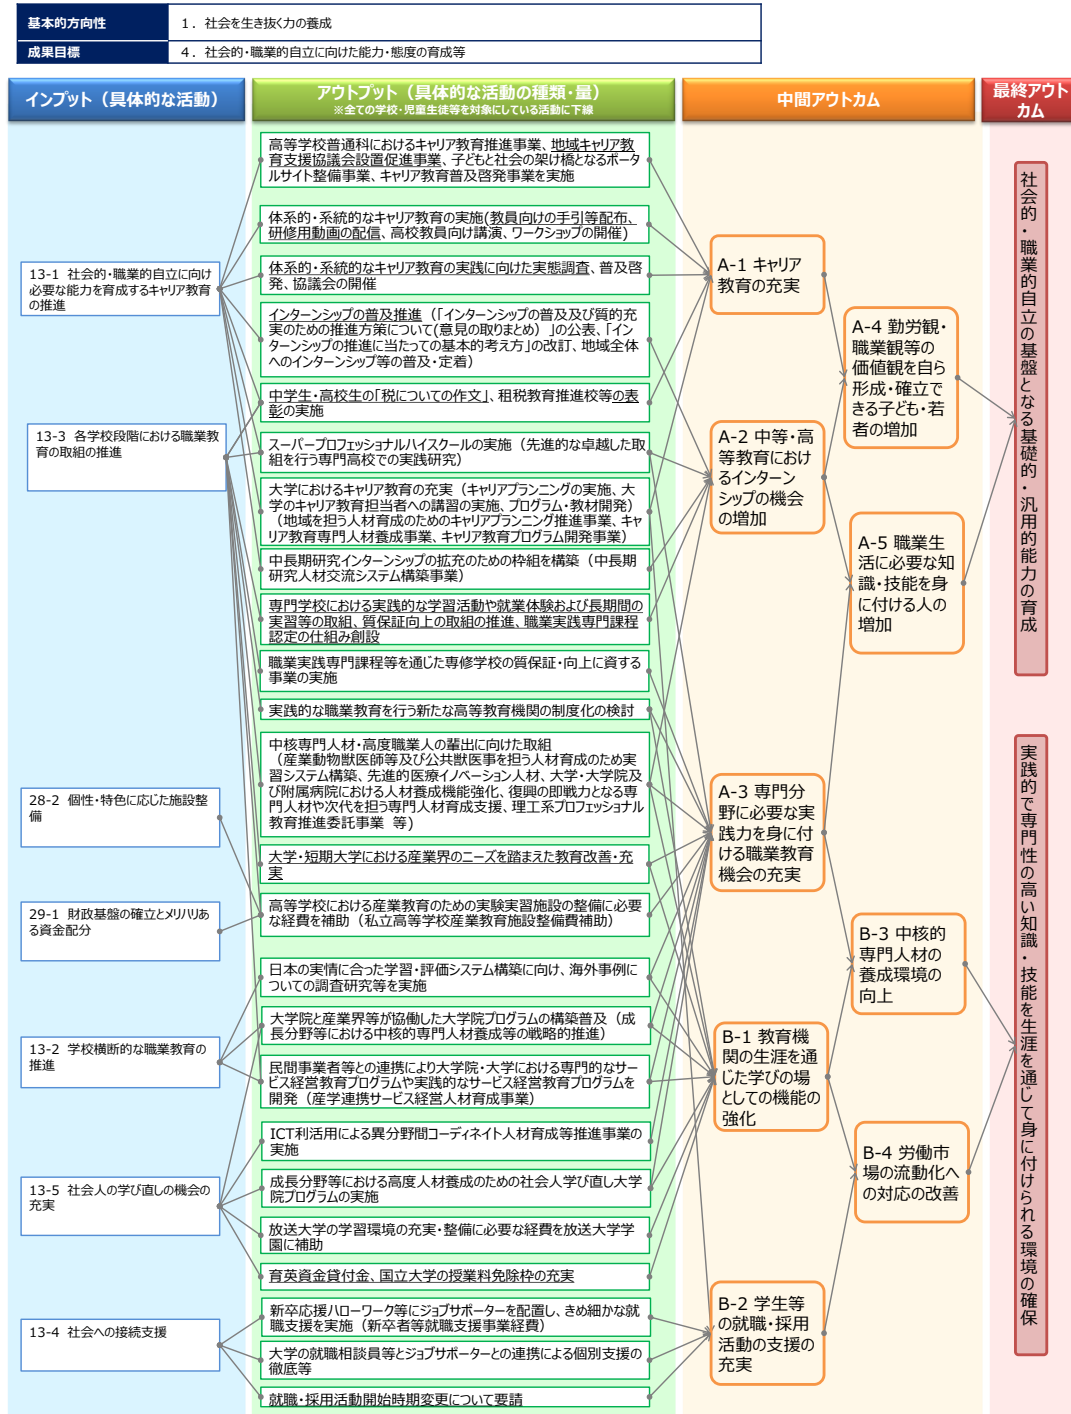 基本的方向性
1．社会を生き抜く力の養成
成果目標
4．社会的・職業的自立に向けた能力・態度の育成等
インプット（具体的な活動）
アウトプット（具体的な活動の種類・量）
※全ての学校・児童生徒等を対象にしている活動に下線
中間アウトカム
最終アウト
カム
13-1 社会的・職業的自立に向け
必要な能力を育成するキャリア教育
の推進
13-3 各学校段階における職業教
育の取組の推進
28-2 個性・特色に応じた施設整
備
29-1 財政基盤の確立とメリハリあ
る資金配分
13-2 学校横断的な職業教育の
推進
13-5 社会人の学び直しの機会の
充実
13-4 社会への接続支援
高等学校普通科におけるキャリア教育推進事業、地域キャリア教
育支援協議会設置促進事業、子どもと社会の架け橋となるポータ
ルサイト整備事業、キャリア教育普及啓発事業を実施
体系的・系統的なキャリア教育の実施(教員向けの手引等配布、
研修用動画の配信、高校教員向け講演、ワークショップの開催)
体系的・系統的なキャリア教育の実践に向けた実態調査、普及啓
発、協議会の開催
インターンシップの普及推進（「インターンシップの普及及び質的充
実のための推進方策について(意見の取りまとめ）」の公表、「イン
ターンシップの推進に当たっての基本的考え方」の改訂、地域全体
へのインターンシップ等の普及・定着）
中学生・高校生の「税についての作文」、租税教育推進校等の表
彰の実施
スーパープロフェッショナルハイスクールの実施（先進的な卓越した取
組を行う専門高校での実践研究）
大学におけるキャリア教育の充実（キャリアプランニングの実施、大
学のキャリア教育担当者への講習の実施、プログラム・教材開発）
（地域を担う人材育成のためのキャリアプランニング推進事業、キャ
リア教育専門人材養成事業、キャリア教育プログラム開発事業）
中長期研究インターンシップの拡充のための枠組を構築（中長期
研究人材交流システム構築事業）
専門学校における実践的な学習活動や就業体験および長期間の
実習等の取組、質保証向上の取組の推進、職業実践専門課程
認定の仕組み創設
職業実践専門課程等を通じた専修学校の質保証・向上に資する
事業の実施
実践的な職業教育を行う新たな高等教育機関の制度化の検討
中核専門人材・高度職業人の輩出に向けた取組
（産業動物獣医師等及び公共獣医事を担う人材育成のため実
習システム構築、先進的医療イノベーション人材、大学・大学院及
び附属病院における人材養成機能強化、復興の即戦力となる専
門人材や次代を担う専門人材育成支援、理工系プロフェッショナル
教育推進委託事業 等)
大学・短期大学における産業界のニーズを踏まえた教育改善・充
実
高等学校における産業教育のための実験実習施設の整備に必要
な経費を補助（私立高等学校産業教育施設整備費補助）
日本の実情に合った学習・評価システム構築に向け、海外事例に
ついての調査研究等を実施
大学院と産業界等が協働した大学院プログラムの構築普及（成
長分野等における中核的専門人材養成等の戦略的推進）
民間事業者等との連携により大学院・大学における専門的なサー
ビス経営教育プログラムや実践的なサービス経営教育プログラムを
開発（産学連携サービス経営人材育成事業）
ICT利活用による異分野間コーディネイト人材育成等推進事業の
実施
成長分野等における高度人材養成のための社会人学び直し大学
院プログラムの実施
放送大学の学習環境の充実・整備に必要な経費を放送大学学
園に補助
育英資金貸付金、国立大学の授業料免除枠の充実
新卒応援ハローワーク等にジョブサポーターを配置し、きめ細かな就
職支援を実施（新卒者等就職支援事業経費）
大学の就職相談員等とジョブサポーターとの連携による個別支援の
徹底等
就職・採用活動開始時期変更について要請
A-1 キャリア
教育の充実
A-2 中等・高
等教育におけ
るインターン
シップの機会
の増加
A-3 専門分
野に必要な実
践力を身に付
ける職業教育
機会の充実
B-1 教育機
関の生涯を通
じた学びの場
としての機能の
強化
B-2 学生等
の就職・採用
活動の支援の
充実
A-4 勤労観・
職業観等の
価値観を自ら
形成・確立で
きる子ども・若
者の増加
A-5 職業生
活に必要な知
識・技能を身
に付ける人の
増加
B-3 中核的
専門人材の
養成環境の
向上
B-4 労働市
場の流動化へ
の対応の改善
社会的・職業的自立の基盤となる基礎的・汎用的能力の育成
実践的で専門性の高い知識・技能を生涯を通じて身に付けられる環境の確保